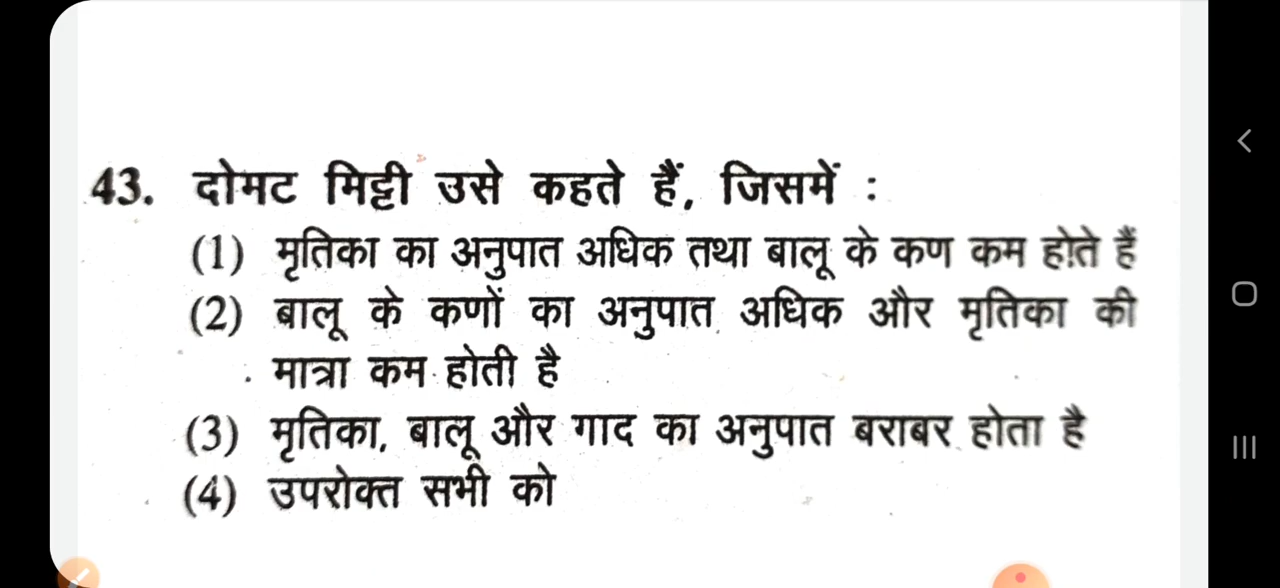 43. दोमट मिट्टी उसे कहते हैं, जिसमें :
(1) मृतिका का अनुपात अधिक तथा बालू के कण कम होते हैं
(2) बालू के कणों का अनुपात अधिक और मृतिका की
मात्रा कम होती है
(3) मृतिका, बालू और गाद का अनुपात बराबर होता है
(4) उपरोक्त सभी को